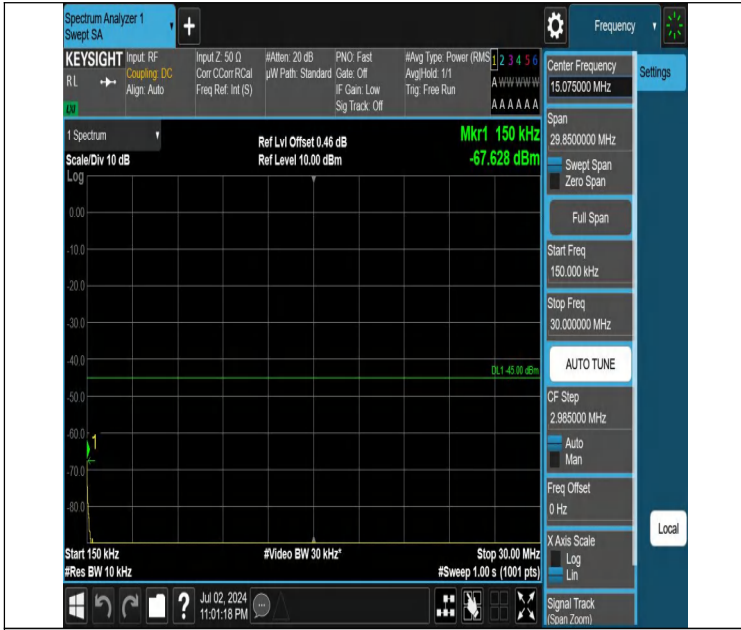 Spectrum Analyzer 1
Swept SA
Frequency
KEYSIGHT
RL
Input: RF
Coupling: DC
Align: Auto
Input Z: 50 Ω
Corr CCorr RCal
Freq Ref: Int (S)
#Atten: 20 dB
µW Path: Standard
PNO: Fast
Gate: Off
IF Gain: Low
Sig Track: Off
#Avg Type: Power (RMS
Avg|Hold: 1/1
Trig: Free Run
1 2 3 4 5 6
A W W W W W
A A A A A A
1 Spectrum
Scale/Div 10 dB
Log
Ref Lvl Offset 0.46 dB
Ref Level 10.00 dBm
Mkr1 150 kHz
-67.628 dBm
0.00
-10.0
-20.0
-30.0
-40.0
DL1 -45.00 dBm
-50.0
-60.0
1
-70.0
-80.0
Start 150 kHz
#Video BW 30 kHz*
Stop 30.00 MHz
#Res BW 10 kHz
#Sweep 1.00 s (1001 pts)
Jul 02, 2024
11:01:18 PM
Center Frequency
15.075000 MHz
Settings
Span
29.8500000 MHz
Swept Span
Zero Span
Full Span
Start Freq
150.000 kHz
Stop Freq
30.000000 MHz
AUTO TUNE
CF Step
2.985000 MHz
Auto
Man
Freq Offset
0 Hz
X Axis Scale
Log
Lin
Local
Signal Track
(Span Zoom)